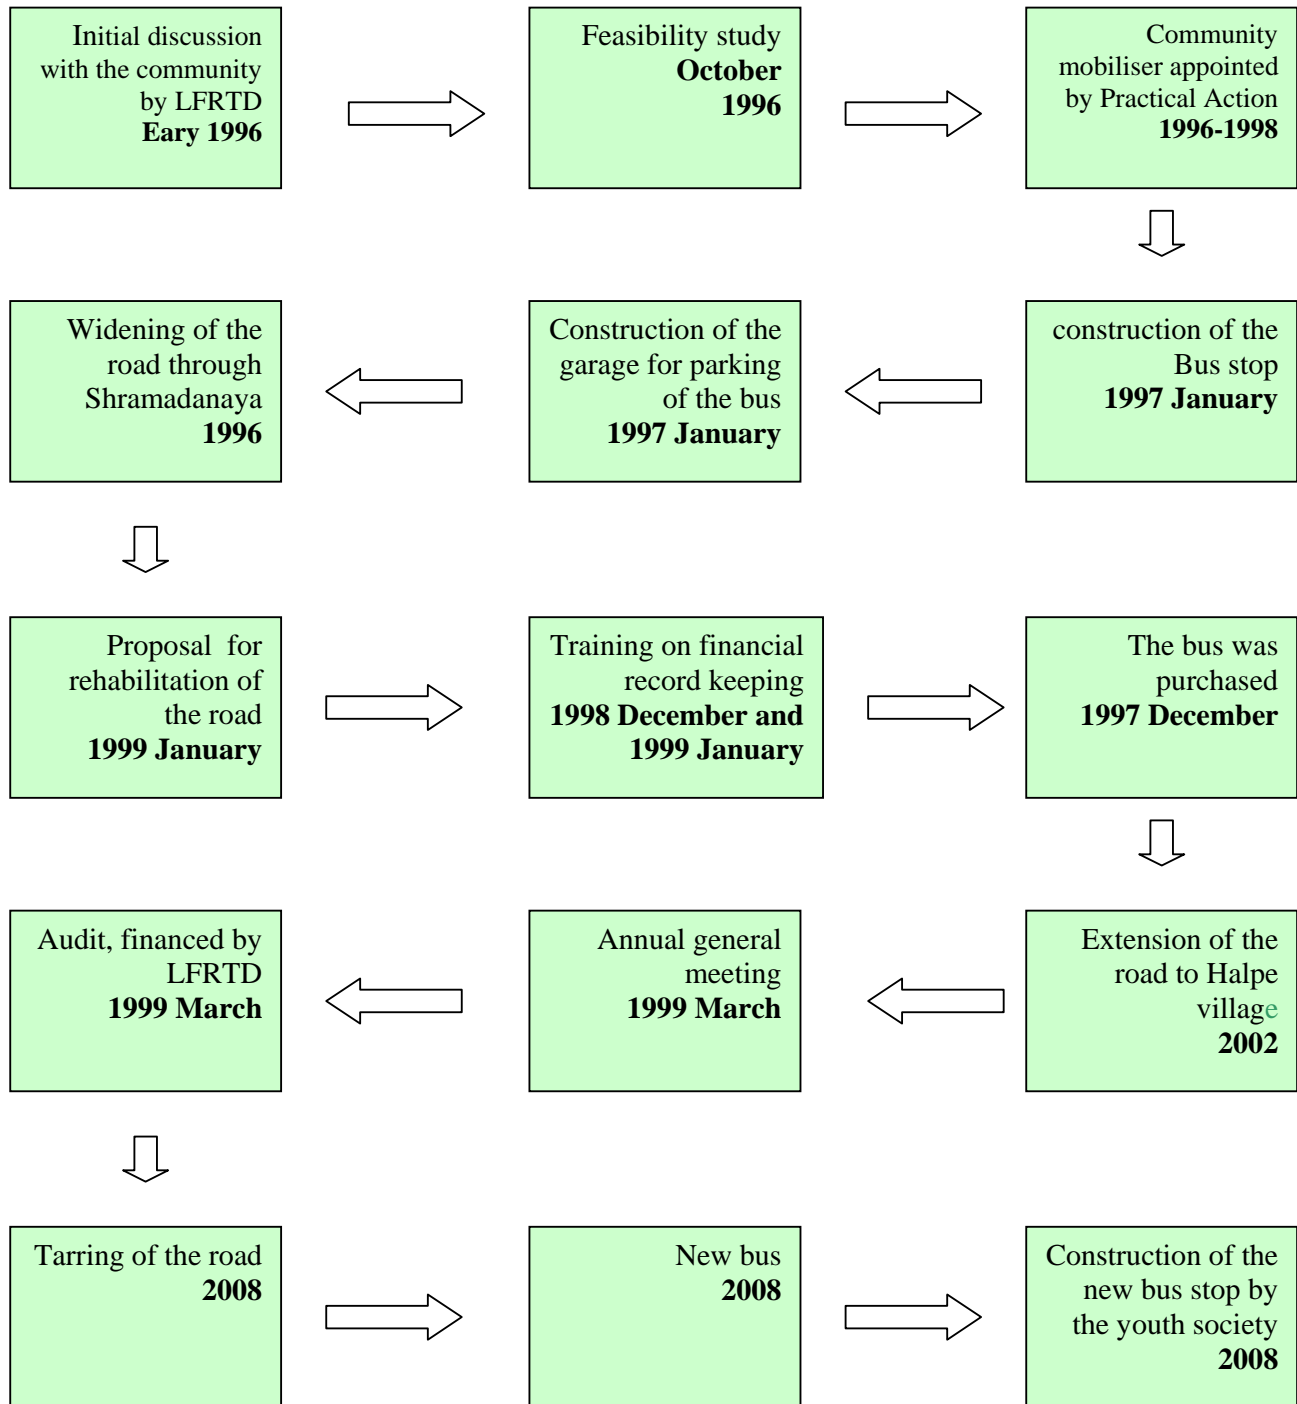 Initial discussion
with the community
by LFRTD
Eary 1996
Feasibility study
October
1996
Community
mobiliser appointed
by Practical Action
1996-1998
construction of the
Bus stop
1997 January
Construction of the
garage for parking
of the bus
1997 January
Widening of the
road through
Shramadanaya
1996
Proposal for
rehabilitation of
the road
1999 January
Training on financial
record keeping
1998 December and
1999 January
The bus was
purchased
1997 December
Extension of the
road to Halpe
village
2002
Annual general
meeting
1999 March
Audit, financed by
LFRTD
1999 March
Tarring of the road
2008
New bus
2008
Construction of the
new bus stop by
the youth society
2008